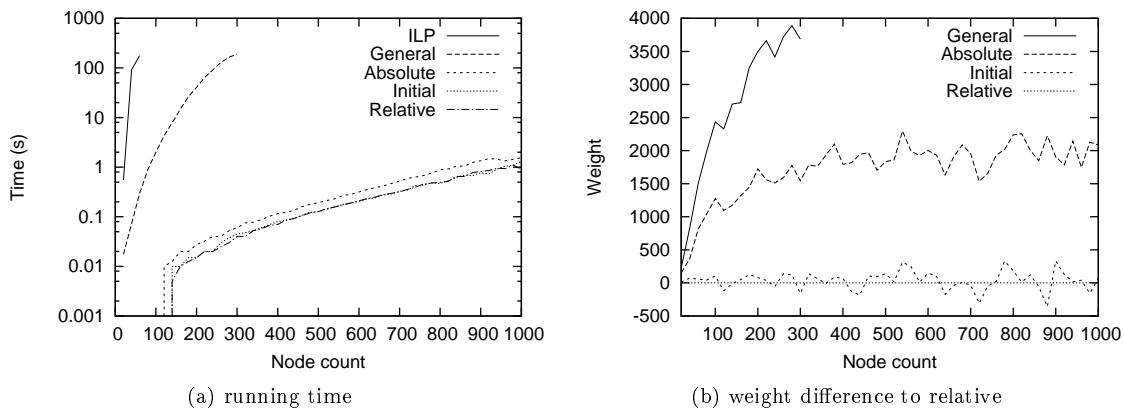 1000
100
10
1
0.1
0.01
0.001
Time (s)
ILP
General
Absolute
Initial
Relative
0 100 200 300 400 500 600 700 800 900 1000
Node count
(a) running time
4000
3500
3000
2500
2000
1500
1000
500
0
-500
Weight
General
Absolute
Initial
Relative
100 200 300 400 500 600 700 800 900 1000
Node count
(b) weight difference to relative